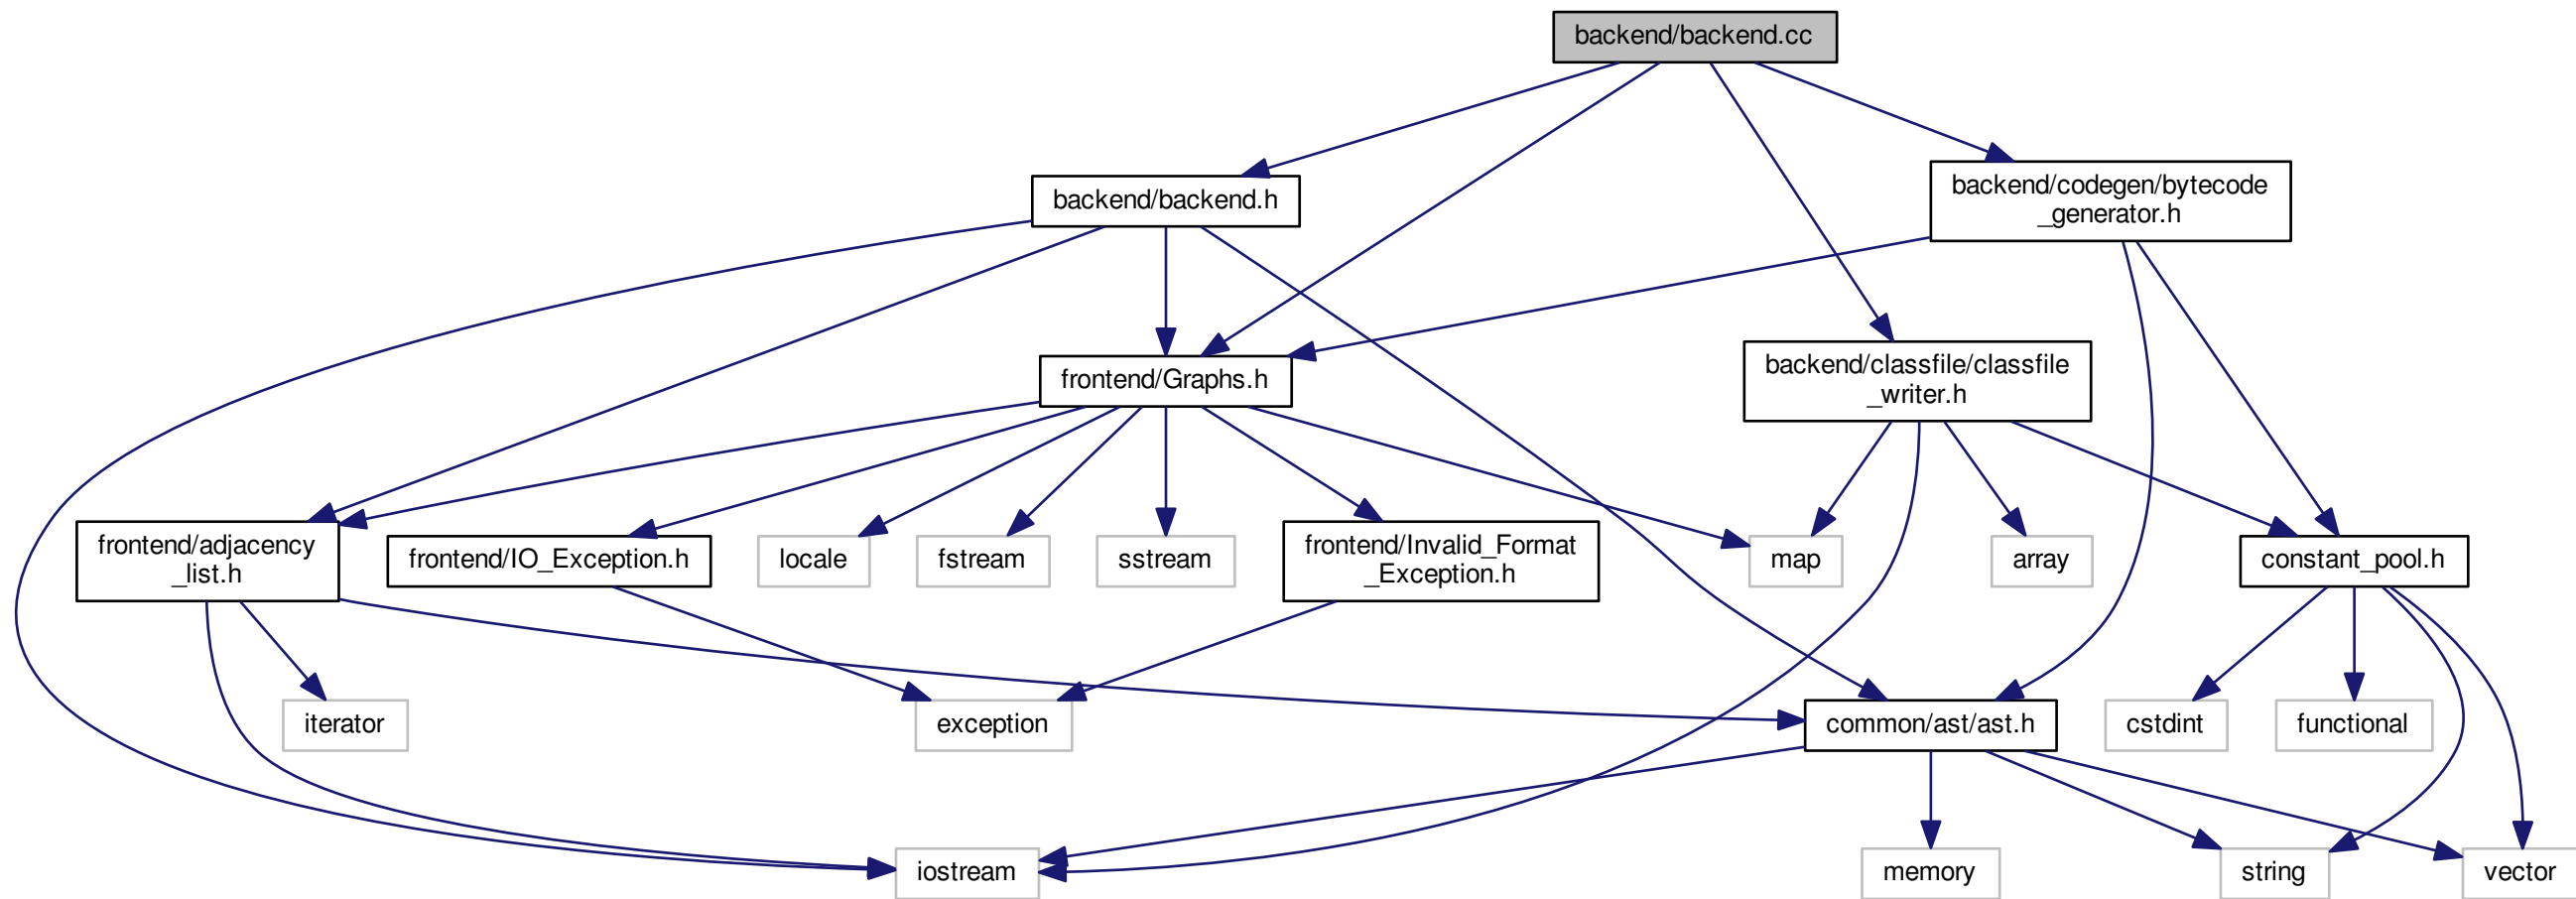 backend/backend.cc
backend/backend.h
backend/codegen/bytecode
_generator.h
frontend/Graphs.h
backend/classfile/classfile
_writer.h
frontend/adjacency
_list.h
frontend/IO_Exception.h
locale
fstream
sstream
frontend/Invalid_Format
_Exception.h
map
array
constant_pool.h
iterator
exception
common/ast/ast.h
cstdint
functional
iostream
memory
string
vector